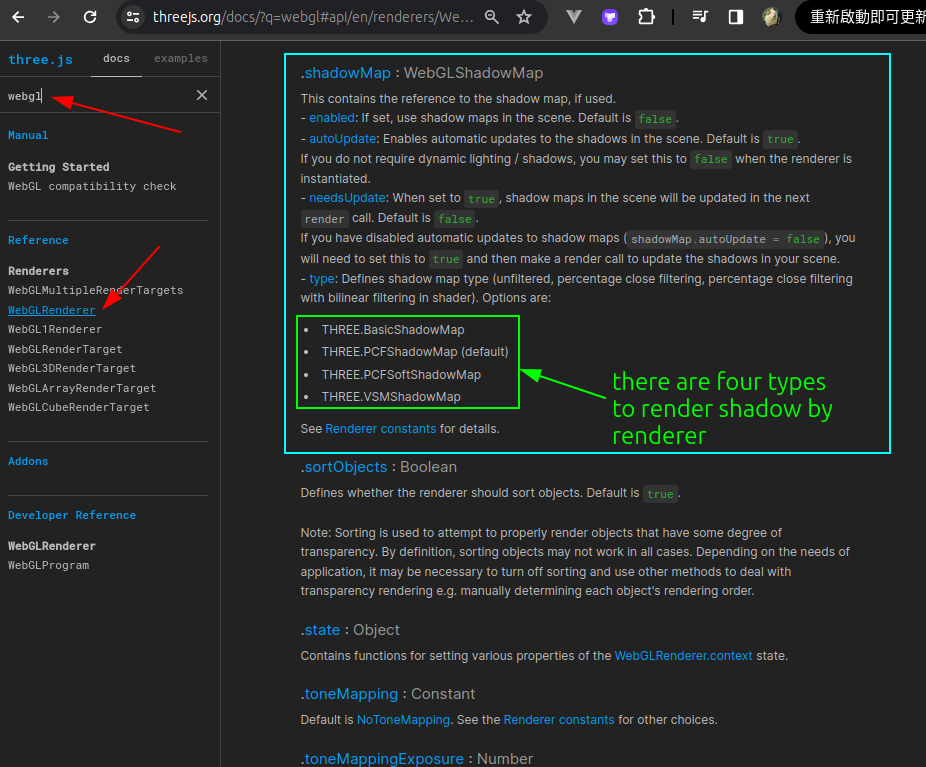 threejs.org/docs/?q=webgl#api/en/renderers/We...
重新啟動即可更新
three.js
docs
examples
webgl
Manual
Getting Started
WebGL compatibility check
Reference
Renderers
WebGLMultipleRenderTargets
WebGLRenderer
WebGL1Renderer
WebGLRenderTarget
WebGL3DRenderTarget
WebGLArrayRenderTarget
WebGLCubeRenderTarget
Addons
Developer Reference
WebGLRenderer
WebGLProgram
.shadowMap : WebGLShadowMap
This contains the reference to the shadow map, if used.
- enabled: If set, use shadow maps in the scene. Default is false.
- autoUpdate: Enables automatic updates to the shadows in the scene. Default is true.
If you do not require dynamic lighting / shadows, you may set this to false when the renderer is
instantiated.
- needsUpdate: When set to true, shadow maps in the scene will be updated in the next
render call. Default is false.
If you have disabled automatic updates to shadow maps (shadowMap.autoUpdate = false), you
will need to set this to true and then make a render call to update the shadows in your scene.
- type: Defines shadow map type (unfiltered, percentage close filtering, percentage close filtering
with bilinear filtering in shader). Options are:
• THREE.BasicShadowMap
• THREE.PCFShadowMap (default)
• THREE.PCFSoftShadowMap
• THREE.VSMShadowMap
there are four types
to render shadow by
renderer
See Renderer constants for details.
.sortObjects : Boolean
Defines whether the renderer should sort objects. Default is true.
Note: Sorting is used to attempt to properly render objects that have some degree of
transparency. By definition, sorting objects may not work in all cases. Depending on the needs of
application, it may be necessary to turn off sorting and use other methods to deal with
transparency rendering e.g. manually determining each object's rendering order.
.state : Object
Contains functions for setting various properties of the WebGLRenderer.context state.
.toneMapping : Constant
Default is NoToneMapping. See the Renderer constants for other choices.
.toneMappingExposure : Number